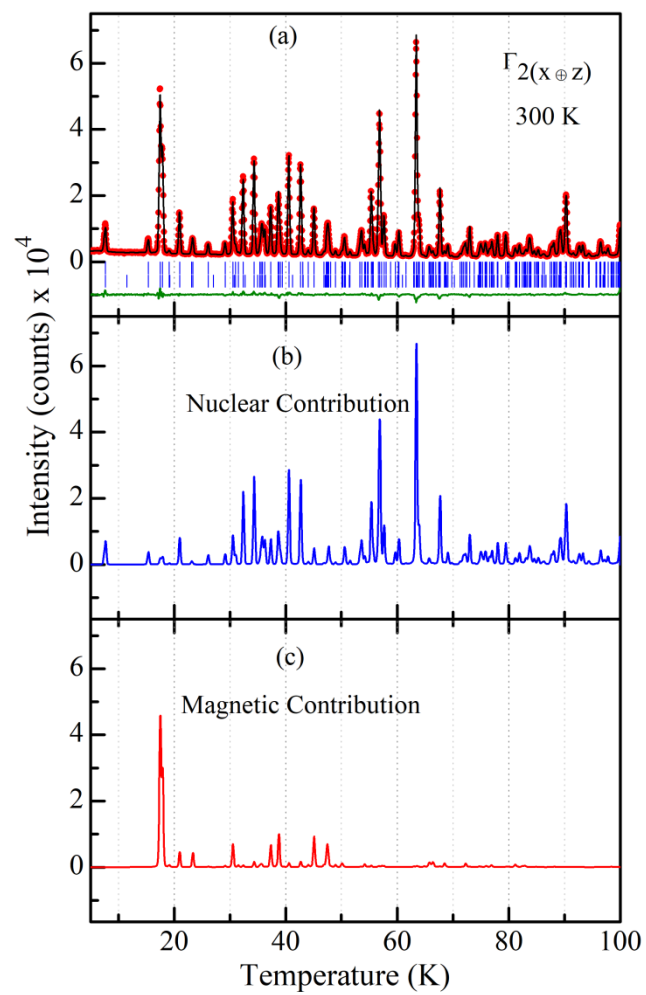 (a)
Γ2(x ⊕ z)
300 K
6
4
2
0
(b)
Nuclear Contribution
6
4
2
0
(c)
Magnetic Contribution
6
4
2
0
Intensity (counts) x 10^4
20 40 60 80 100
Temperature (K)